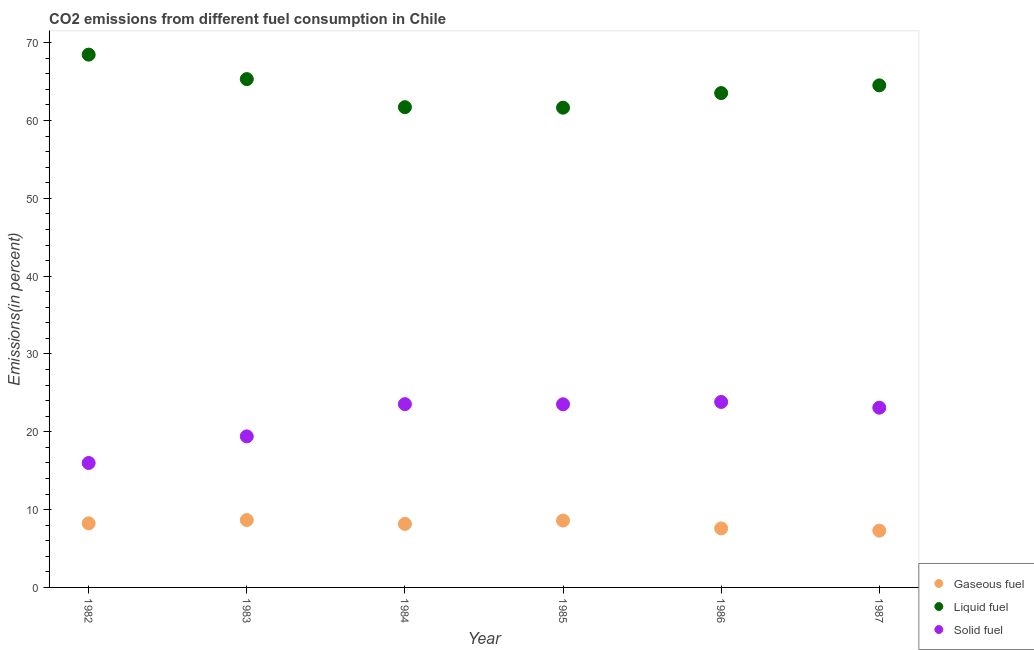 CO2 emissions from different fuel consumption in Chile
Emissions(in percent)
70
60
50
40
30
20
10
0
1982
1983
1984
1985
1986
1987
Year
Gaseous fuel
Liquid fuel
Solid fuel